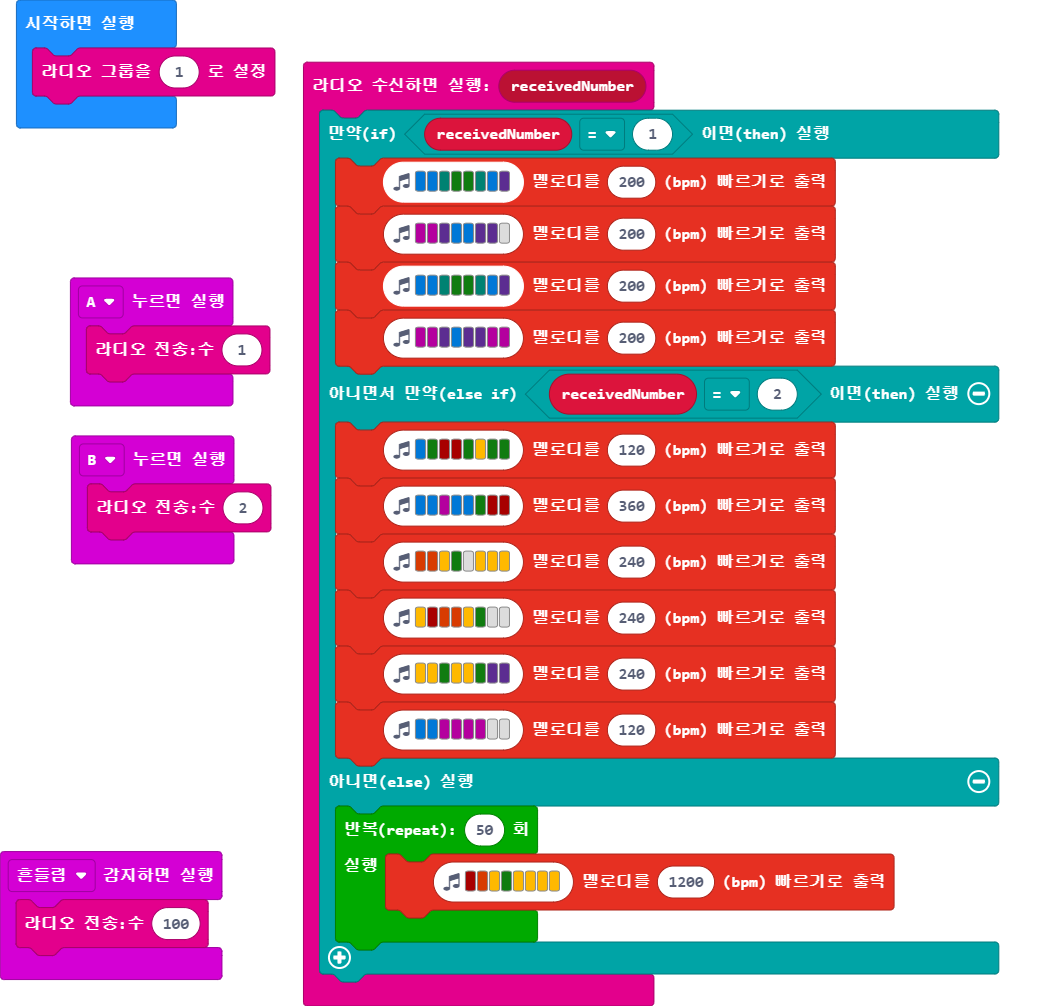 시작하면 실행
라디오 그룹을 1 로 설정
A 누르면 실행
라디오 전송:수 1
B 누르면 실행
라디오 전송:수 2
흔들림 감지하면 실행
라디오 전송:수 100
라디오 수신하면 실행: receivedNumber
만약(if) receivedNumber = 1 이면(then) 실행
멜로디를 200 (bpm) 빠르기로 출력
멜로디를 200 (bpm) 빠르기로 출력
멜로디를 200 (bpm) 빠르기로 출력
멜로디를 200 (bpm) 빠르기로 출력
아니면서 만약(else if) receivedNumber = 2 이면(then) 실행
멜로디를 120 (bpm) 빠르기로 출력
멜로디를 360 (bpm) 빠르기로 출력
멜로디를 240 (bpm) 빠르기로 출력
멜로디를 240 (bpm) 빠르기로 출력
멜로디를 240 (bpm) 빠르기로 출력
멜로디를 120 (bpm) 빠르기로 출력
아니면(else) 실행
반복(repeat): 50 회
실행
멜로디를 1200 (bpm) 빠르기로 출력